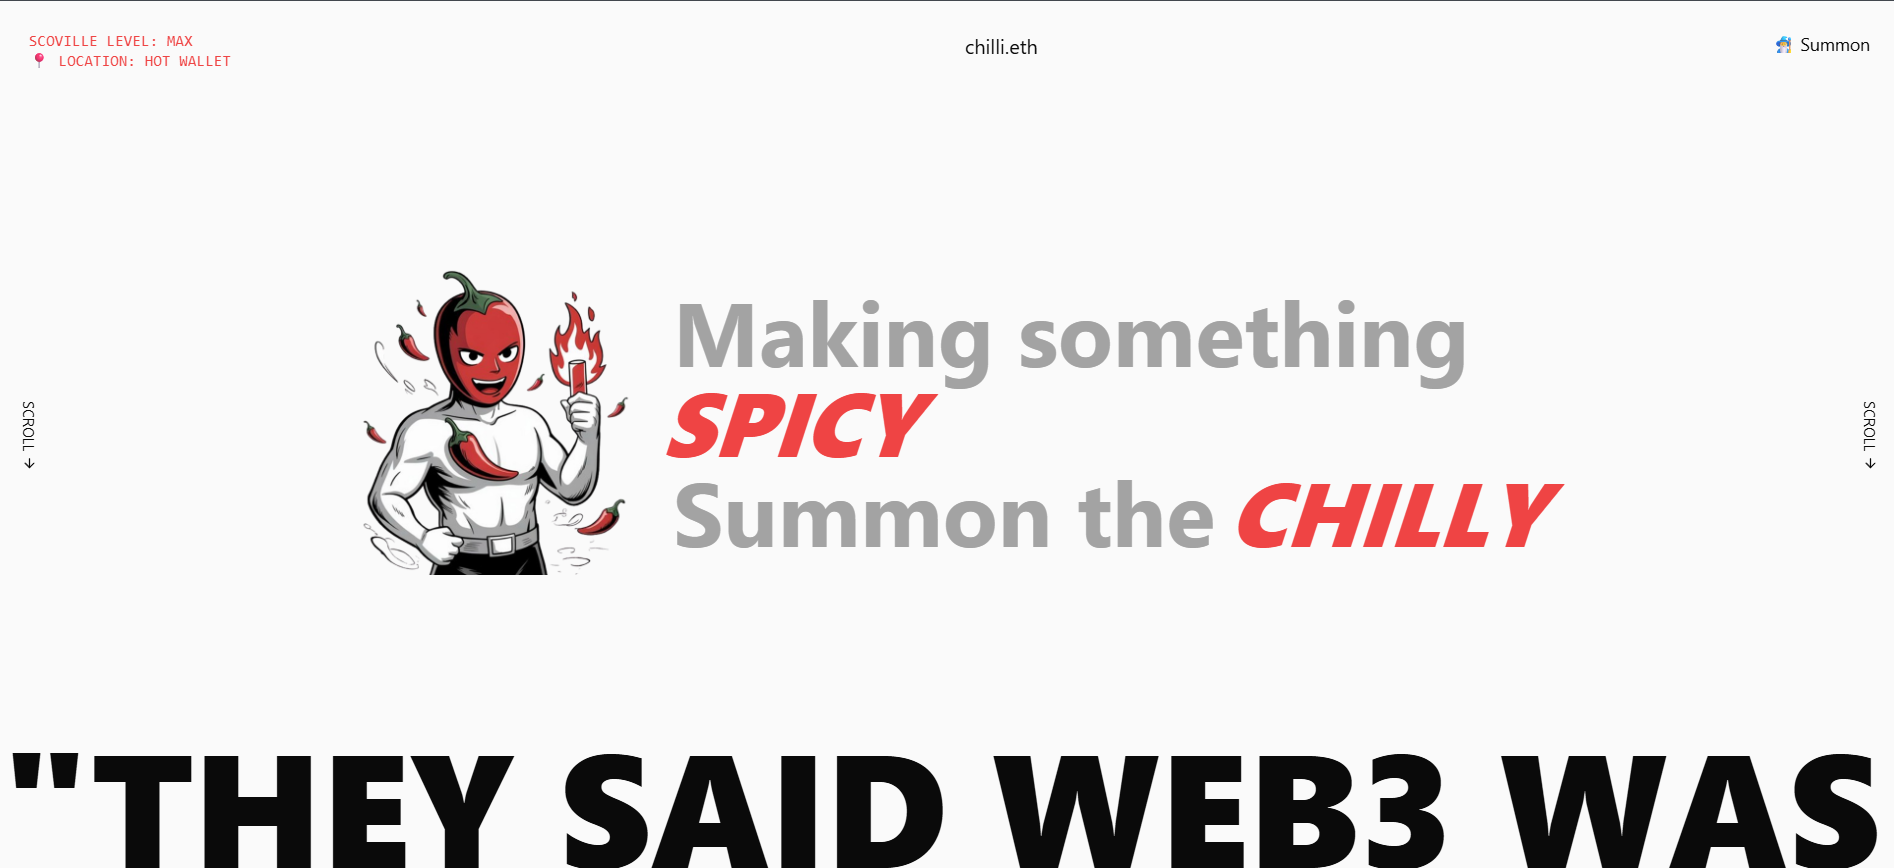 SCOVILLE LEVEL: MAX
📍 LOCATION: HOT WALLET
chilli.eth
Summon
Making something
SPICY
Summon the CHILLY
SCROLL →
SCROLL →
"THEY SAID WEB3 WAS